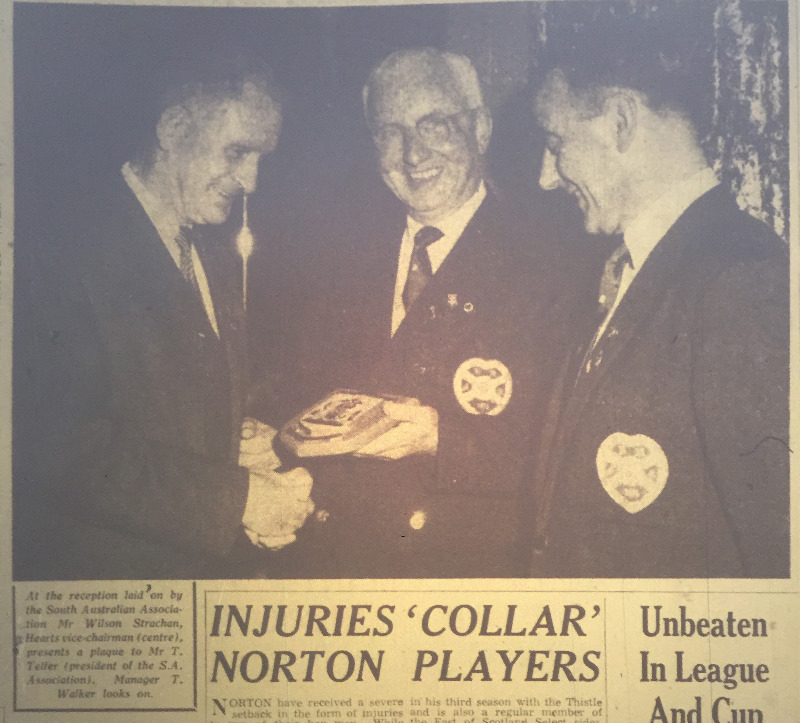 At the reception laid on by
the South Australian Associa-
tion Mr Wilson Strachan,
Hearts vice-chairman (centre),
presents a plaque to Mr T.
Telfer (president of the S.A.
Association), Manager T.
Walker looks on.
INJURIES ‘COLLAR’
NORTON PLAYERS
NORTON have received a severe
setback in the form of injuries
in his third season with the Thistle
and is also a regular member of
Unbeaten
In League
And Cup